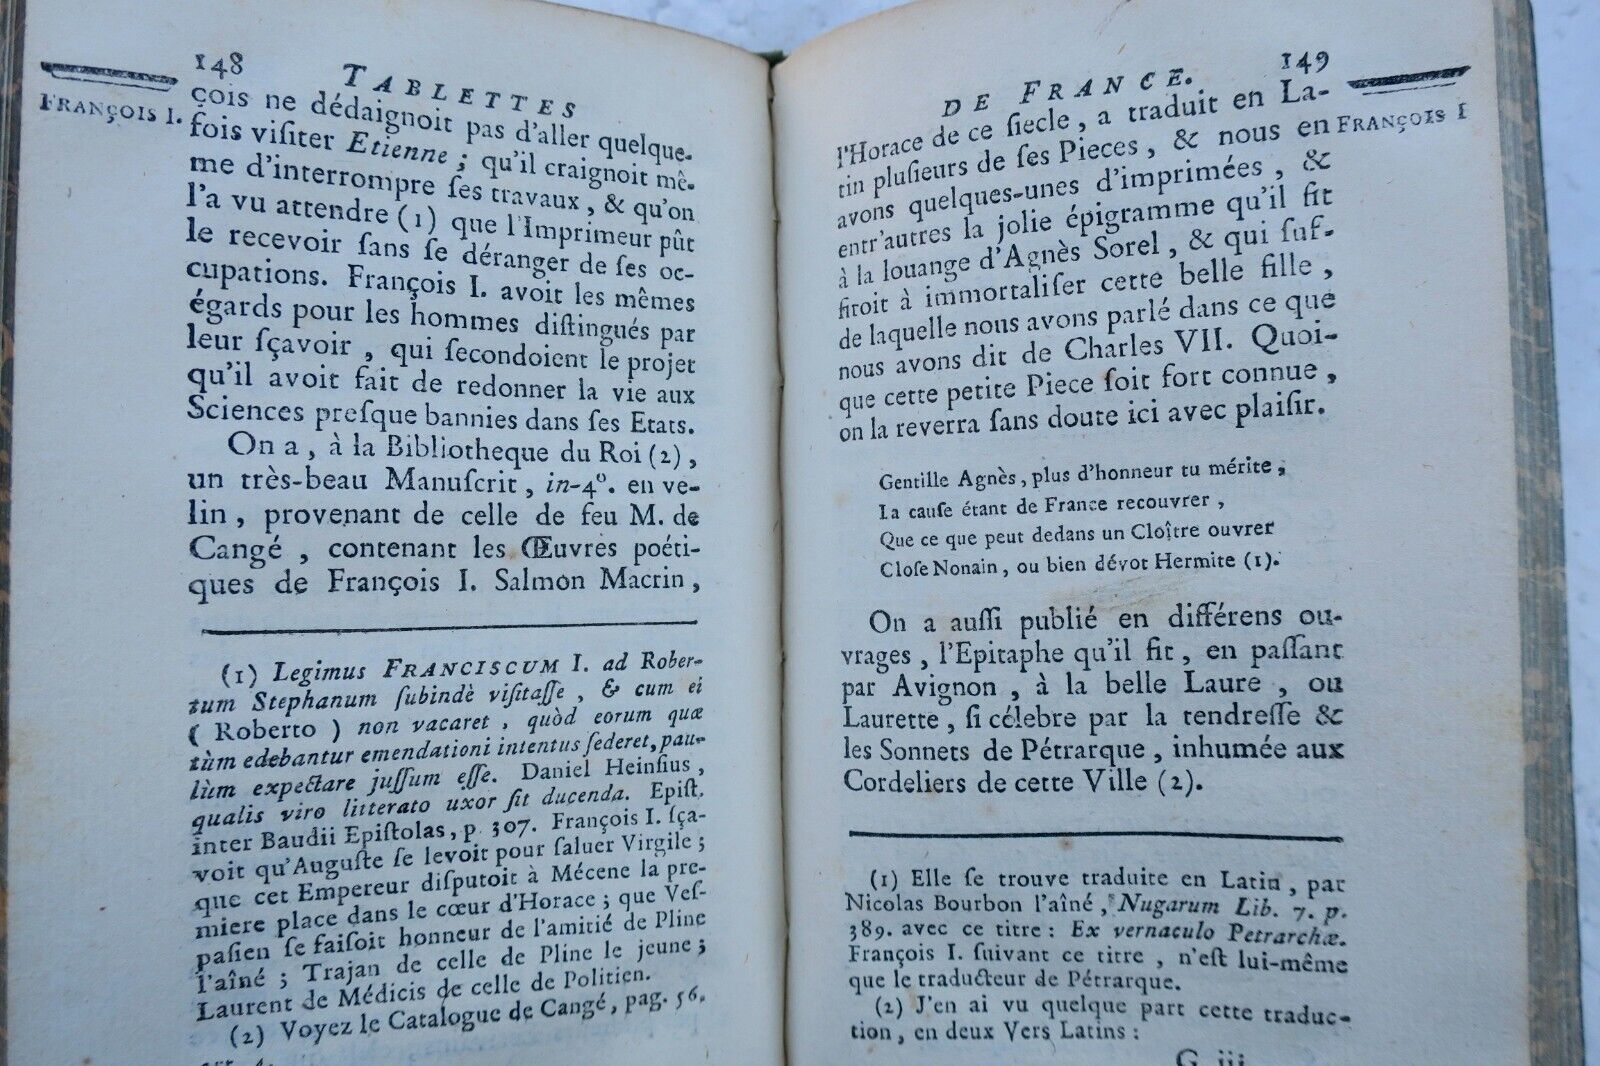 148 TABLETTES
FRANÇOIS I.
çois ne dédaignoit pas d'aller quelque-
fois viſiter Etienne ; qu'il craignoit mê-
me d'interrompre ſes travaux, & qu'on
l'a vu attendre (1) que l'Imprimeur pût
le recevoir ſans ſe déranger de ſes oc-
cupations. François I. avoit les mêmes
égards pour les hommes diſtingués par
leur ſçavoir, qui ſecondoient le projet
qu'il avoit fait de redonner la vie aux
Sciences preſque bannies dans ſes Etats.
On a, à la Bibliotheque du Roi (2),
un très-beau Manuſcrit, in-4°. en ve-
lin, provenant de celle de feu M. de
Cangé, contenant les Œuvres poéti-
ques de François I. Salmon Macrin,
(1) Legimus FRANCISCUM I. ad Rober-
tum Stephanum ſubindè viſitaſſe, & cum ei
(Roberto) non vacaret, quòd eorum quæ
tùm edebantur emendationi intentus ſederet, pau-
lùm expectare juſſum eſſe. Daniel Heinſius,
qualis viro litterato uxor ſit ducenda. Epiſt.
inter Baudii Epiſtolas, p. 307. François I. ſça-
voit qu'Auguſte ſe levoit pour ſaluer Virgile ;
que cet Empereur diſputoit à Mécene la pre-
miere place dans le cœur d'Horace ; que Veſ-
paſien ſe faiſoit honneur de l'amitié de Pline
l'aîné ; Trajan de celle de Pline le jeune ;
Laurent de Médicis de celle de Politien.
(2) Voyez le Catalogue de Cangé, pag. 56.
DE FRANCE. 149
FRANÇOIS I
l'Horace de ce ſiecle, a traduit en La-
tin pluſieurs de ſes Pieces, & nous en
avons quelques-unes d'imprimées, &
entr'autres la jolie épigramme qu'il fit
à la louange d'Agnès Sorel, & qui ſuf-
firoit à immortaliſer cette belle fille,
de laquelle nous avons parlé dans ce que
nous avons dit de Charles VII. Quoi-
que cette petite Piece ſoit fort connue,
on la reverra ſans doute ici avec plaiſir.
Gentille Agnès, plus d'honneur tu mérite,
La cauſe étant de France recouvrer,
Que ce que peut dedans un Cloître ouvrer
Cloſe Nonain, ou bien dévot Hermite (1).
On a auſſi publié en différens ou-
vrages, l'Epitaphe qu'il fit, en paſſant
par Avignon, à la belle Laure, ou
Laurette, ſi célebre par la tendreſſe &
les Sonnets de Pétrarque, inhumée aux
Cordeliers de cette Ville (2).
(1) Elle ſe trouve traduite en Latin, par
Nicolas Bourbon l'aîné, Nugarum Lib. 7. p.
389. avec ce titre : Ex vernaculo Petrarchæ.
François I. ſuivant ce titre, n'eſt lui-même
que le traducteur de Pétrarque.
(2) J'en ai vu quelque part cette traduc-
tion, en deux Vers Latins :
G iij